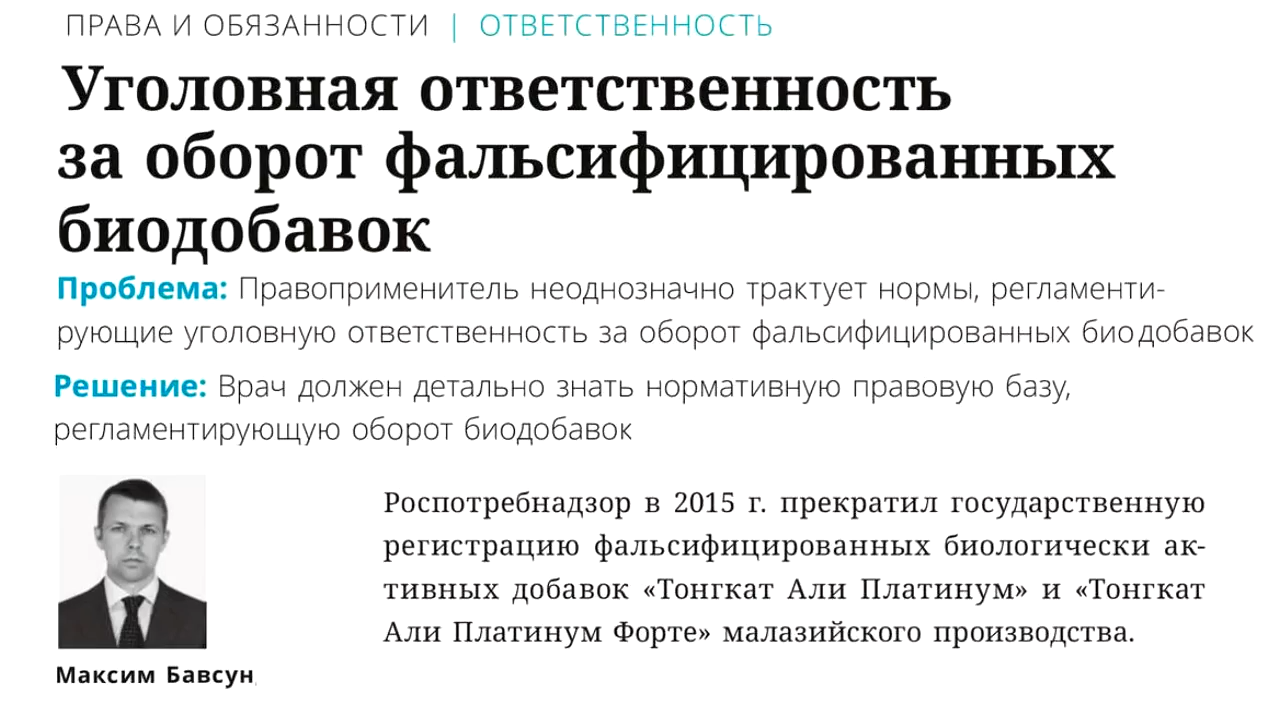 ПРАВА И ОБЯЗАННОСТИ | ОТВЕТСТВЕННОСТЬ
Уголовная ответственность
за оборот фальсифицированных
биодобавок
Проблема: Правоприменитель неоднозначно трактует нормы, регламенти-
рующие уголовную ответственность за оборот фальсифицированных биодобавок
Решение: Врач должен детально знать нормативную правовую базу,
регламентирующую оборот биодобавок
Роспотребнадзор в 2015 г. прекратил государственную
регистрацию фальсифицированных биологически ак-
тивных добавок «Тонгкат Али Платинум» и «Тонгкат
Али Платинум Форте» малазийского производства.
Максим Бавсун,